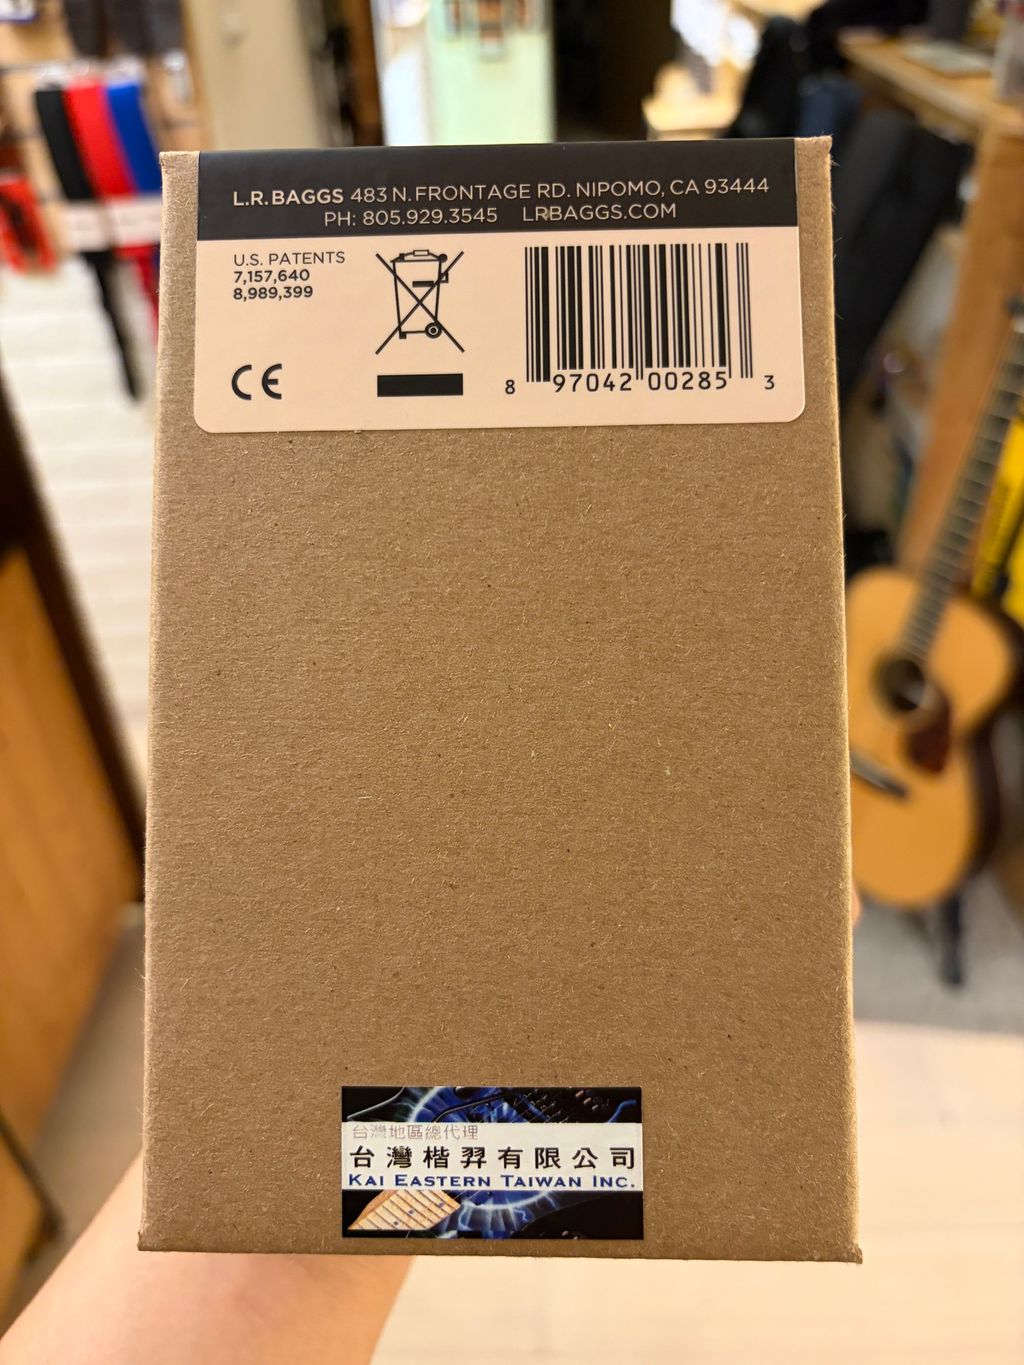 L.R.BAGGS 483 N. FRONTAGE RD. NIPOMO, CA 93444
PH: 805.929.3545 LRBAGGS.COM
U.S. PATENTS
7,157,640
8,989,399
CE
8 97042 00285 3
台灣地區總代理
台灣楷羿有限公司
KAI EASTERN TAIWAN INC.